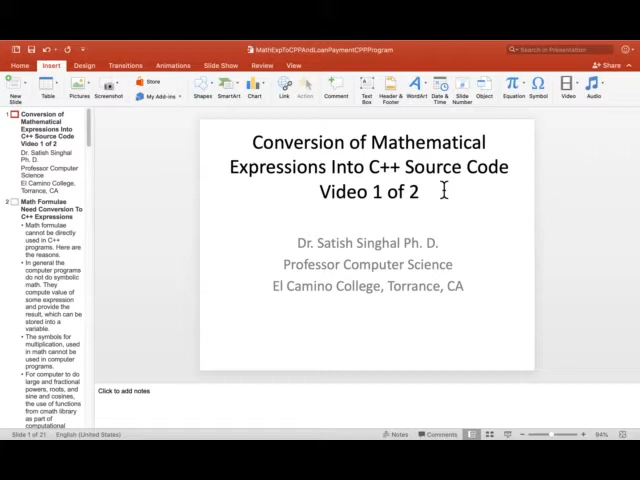 MathExpToCPPAndLoanPaymentCPPProgram
Search in Presentation
Home Insert Design Transitions Animations Slide Show Review View
Share
New Slide
Table
Pictures
Screenshot
Store
My Add-ins
Shapes
SmartArt
Chart
Link
Action
Comment
Text Box
Header & Footer
WordArt
Date & Time
Slide Number
Object
Equation
Symbol
Video
Audio
1
Conversion of
Mathematical
Expressions Into
C++ Source Code
Video 1 of 2
Dr. Satish Singhal
Ph. D.
Professor Computer
Science
El Camino College,
Torrance, CA
2
Math Formulae
Need Conversion To
C++ Expressions
• Math formulae
cannot be directly
used in C++
programs. Here are
the reasons.
• In general the
computer programs
do not do symbolic
math. They
compute value of
some expression and
provide the result,
which can be
stored into a
variable.
• The symbols for
multiplication, used
in math cannot be
used in computer
programs.
• For computer to do
large and fractional
powers, roots, and
sine and cosines,
the use of functions
from cmath library
as part of
computational
Conversion of Mathematical
Expressions Into C++ Source Code
Video 1 of 2
Dr. Satish Singhal Ph. D.
Professor Computer Science
El Camino College, Torrance, CA
Click to add notes
Slide 1 of 21 English (United States)
Notes Comments 84%